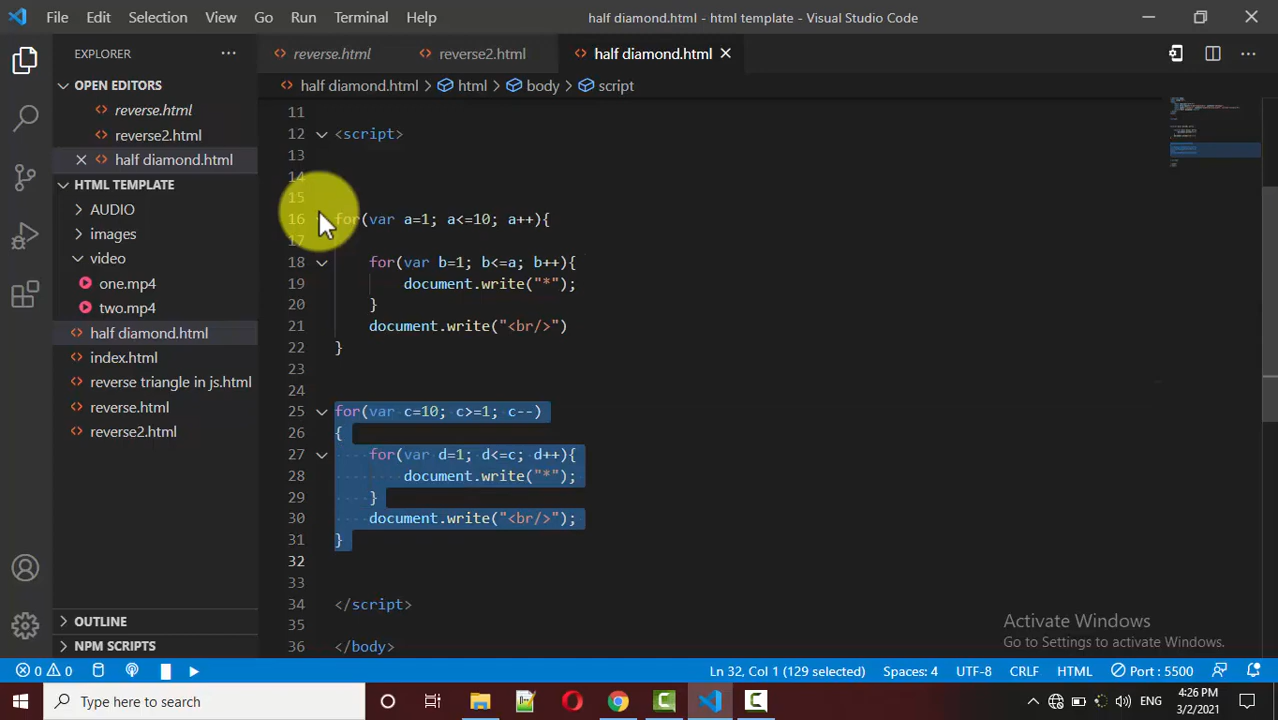 File Edit Selection View Go Run Terminal Help half diamond.html - html template - Visual Studio Code
EXPLORER
OPEN EDITORS
reverse.html
reverse2.html
half diamond.html
HTML TEMPLATE
AUDIO
images
video
one.mp4
two.mp4
half diamond.html
index.html
reverse triangle in js.html
reverse.html
reverse2.html
OUTLINE
NPM SCRIPTS
reverse.html reverse2.html half diamond.html
half diamond.html html body script
11
12 <script>
13
14
15
16 for(var a=1; a<=10; a++){
17
18 for(var b=1; b<=a; b++){
19 document.write("*");
20 }
21 document.write("<br/>")
22 }
23
24
25 for(var c=10; c>=1; c--)
26 {
27 for(var d=1; d<=c; d++){
28 document.write("*");
29 }
30 document.write("<br/>");
31 }
32
33
34 </script>
35
36 </body>
Activate Windows
Go to Settings to activate Windows.
0 0 Ln 32, Col 1 (129 selected) Spaces: 4 UTF-8 CRLF HTML Port : 5500
Type here to search
ENG
4:26 PM
3/2/2021